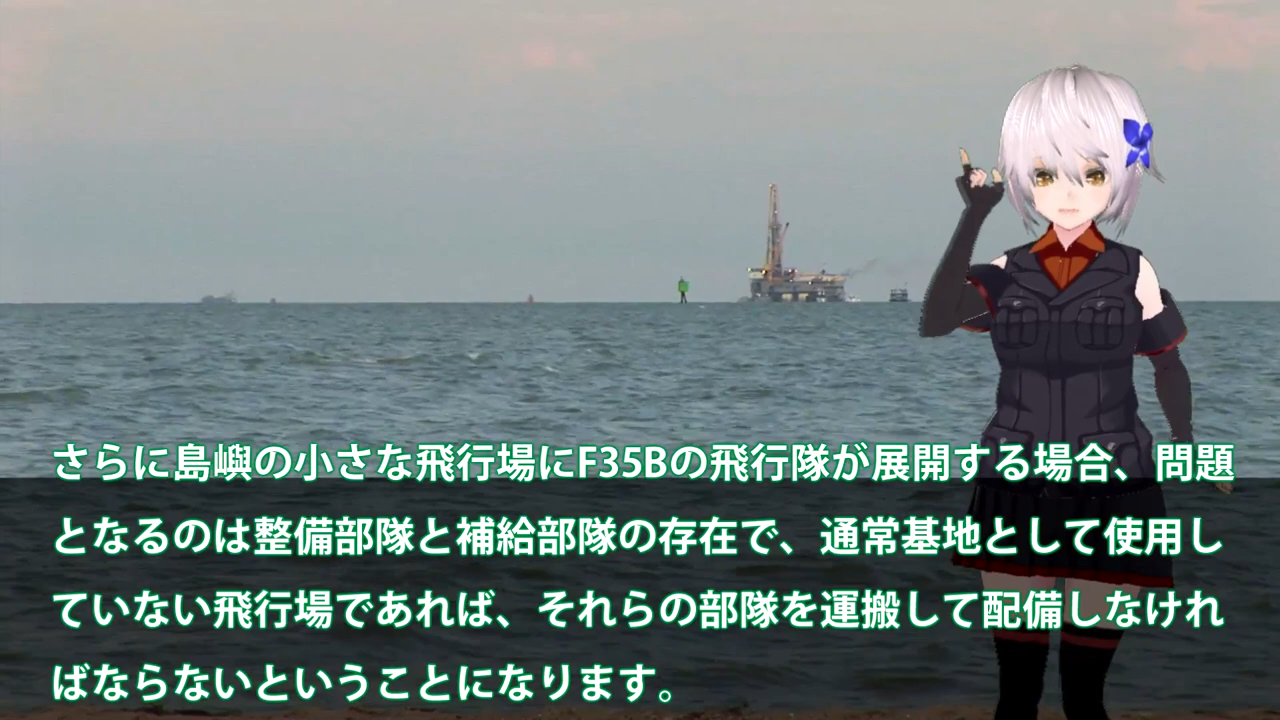 さらに島嶼の小さな飛行場にF35Bの飛行隊が展開する場合、問題
となるのは整備部隊と補給部隊の存在で、通常基地として使用し
ていない飛行場であれば、それらの部隊を運搬して配備しなけれ
ばならないということになります。